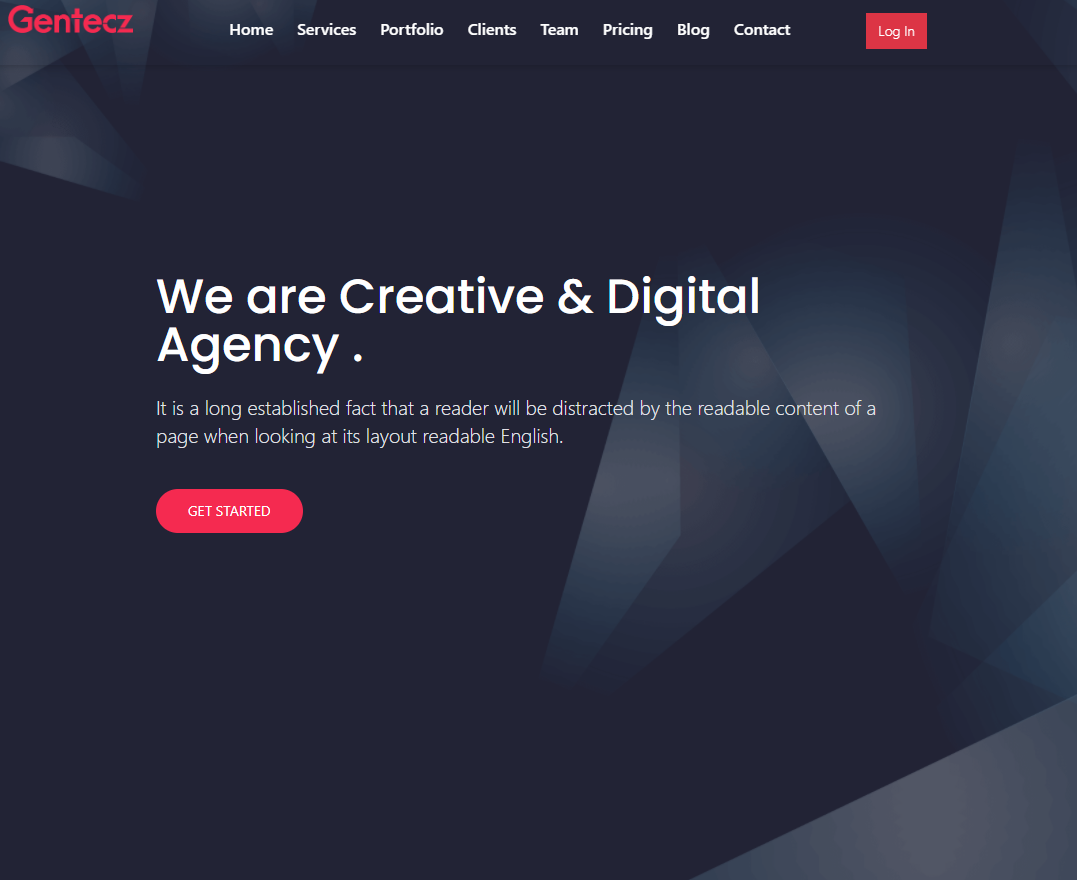 Gentecz
Home Services Portfolio Clients Team Pricing Blog Contact Log In
We are Creative & Digital
Agency .
It is a long established fact that a reader will be distracted by the readable content of a
page when looking at its layout readable English.
GET STARTED